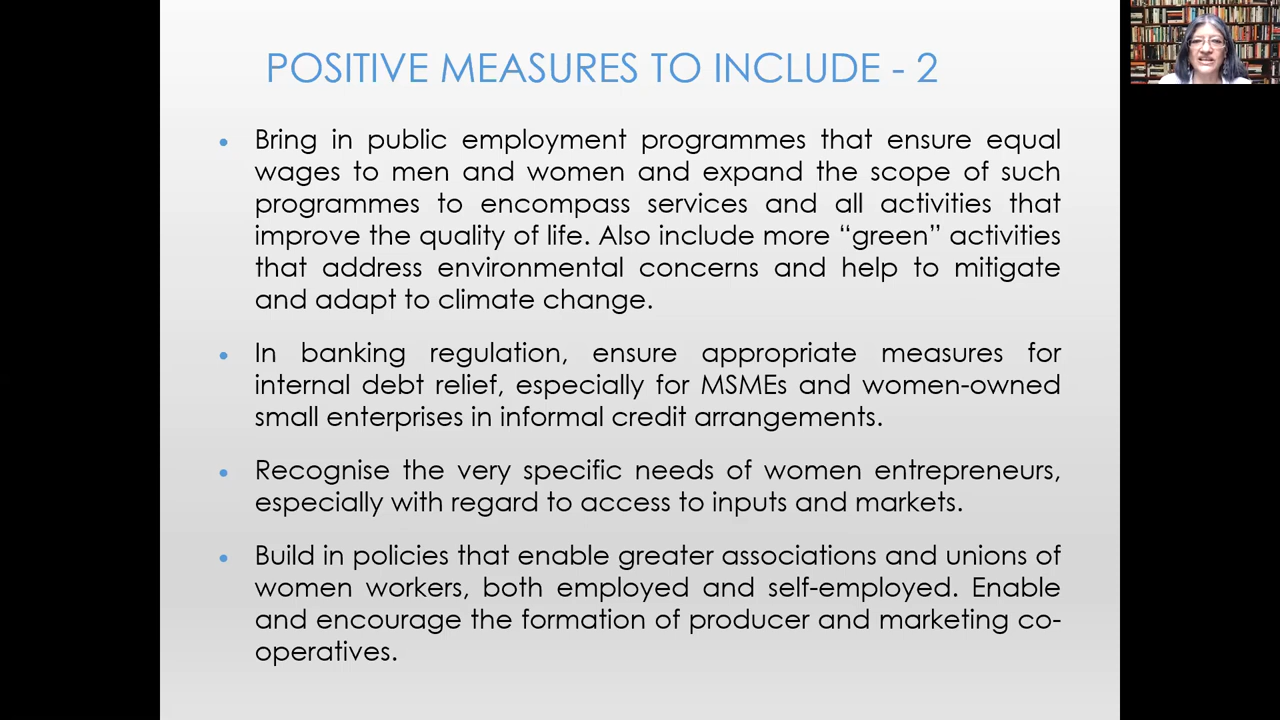 POSITIVE MEASURES TO INCLUDE - 2
• Bring in public employment programmes that ensure equal
wages to men and women and expand the scope of such
programmes to encompass services and all activities that
improve the quality of life. Also include more “green” activities
that address environmental concerns and help to mitigate
and adapt to climate change.
• In banking regulation, ensure appropriate measures for
internal debt relief, especially for MSMEs and women-owned
small enterprises in informal credit arrangements.
• Recognise the very specific needs of women entrepreneurs,
especially with regard to access to inputs and markets.
• Build in policies that enable greater associations and unions of
women workers, both employed and self-employed. Enable
and encourage the formation of producer and marketing co-
operatives.